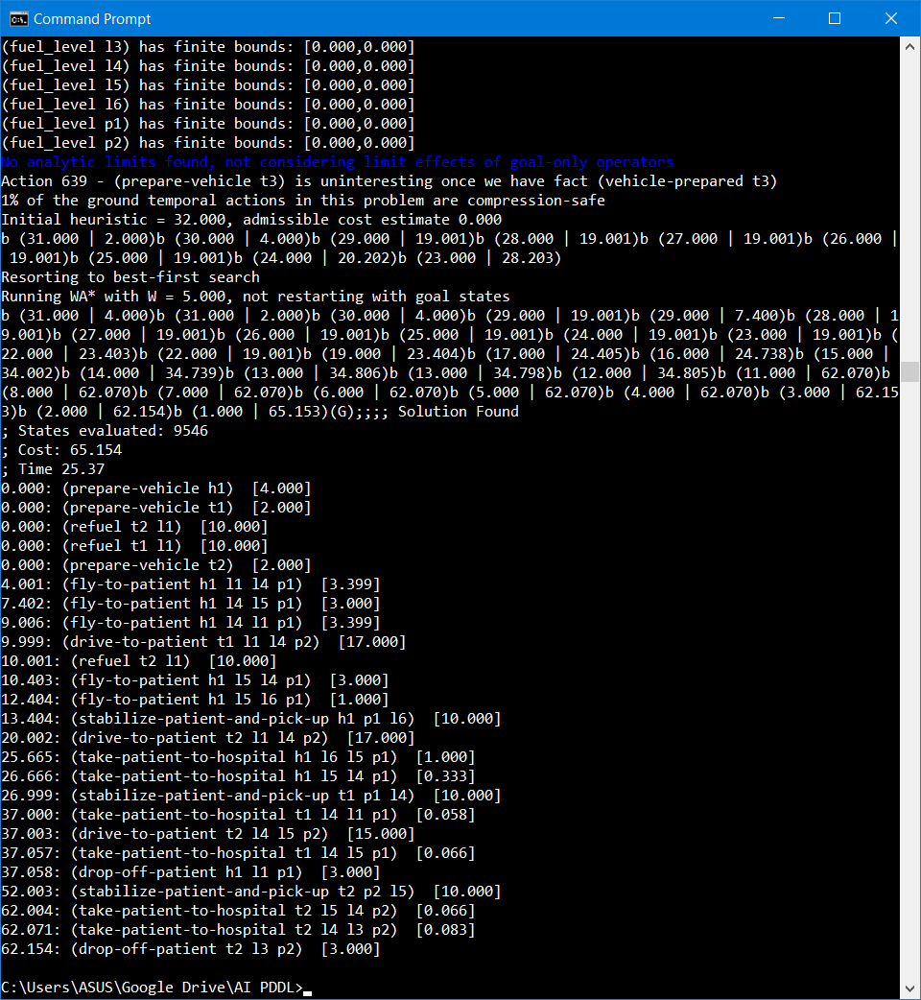 Command Prompt
(fuel_level l3) has finite bounds: [0.000,0.000]
(fuel_level l4) has finite bounds: [0.000,0.000]
(fuel_level l5) has finite bounds: [0.000,0.000]
(fuel_level l6) has finite bounds: [0.000,0.000]
(fuel_level p1) has finite bounds: [0.000,0.000]
(fuel_level p2) has finite bounds: [0.000,0.000]
No analytic limits found, not considering limit effects of goal-only operators
Action 639 - (prepare-vehicle t3) is uninteresting once we have fact (vehicle-prepared t3)
1% of the ground temporal actions in this problem are compression-safe
Initial heuristic = 32.000, admissible cost estimate 0.000
b (31.000 | 2.000)b (30.000 | 4.000)b (29.000 | 19.001)b (28.000 | 19.001)b (27.000 | 19.001)b (26.000 |
 19.001)b (25.000 | 19.001)b (24.000 | 20.202)b (23.000 | 28.203)
Resorting to best-first search
Running WA* with W = 5.000, not restarting with goal states
b (31.000 | 4.000)b (31.000 | 2.000)b (30.000 | 4.000)b (29.000 | 19.001)b (29.000 | 7.400)b (28.000 | 1
9.001)b (27.000 | 19.001)b (26.000 | 19.001)b (25.000 | 19.001)b (24.000 | 19.001)b (23.000 | 19.001)b (
22.000 | 23.403)b (22.000 | 19.001)b (19.000 | 23.404)b (17.000 | 24.405)b (16.000 | 24.738)b (15.000 |
34.002)b (14.000 | 34.739)b (13.000 | 34.806)b (13.000 | 34.798)b (12.000 | 34.805)b (11.000 | 62.070)b
(8.000 | 62.070)b (7.000 | 62.070)b (6.000 | 62.070)b (5.000 | 62.070)b (4.000 | 62.070)b (3.000 | 62.15
3)b (2.000 | 62.154)b (1.000 | 65.153)(G);;;; Solution Found
; States evaluated: 9546
; Cost: 65.154
; Time 25.37
0.000: (prepare-vehicle h1)  [4.000]
0.000: (prepare-vehicle t1)  [2.000]
0.000: (refuel t2 l1)  [10.000]
0.000: (refuel t1 l1)  [10.000]
0.000: (prepare-vehicle t2)  [2.000]
4.001: (fly-to-patient h1 l1 l4 p1)  [3.399]
7.402: (fly-to-patient h1 l4 l5 p1)  [3.000]
9.006: (fly-to-patient h1 l4 l1 p1)  [3.399]
9.999: (drive-to-patient t1 l1 l4 p2)  [17.000]
10.001: (refuel t2 l1)  [10.000]
10.403: (fly-to-patient h1 l5 l4 p1)  [3.000]
12.404: (fly-to-patient h1 l5 l6 p1)  [1.000]
13.404: (stabilize-patient-and-pick-up h1 p1 l6)  [10.000]
20.002: (drive-to-patient t2 l1 l4 p2)  [17.000]
25.665: (take-patient-to-hospital h1 l6 l5 p1)  [1.000]
26.666: (take-patient-to-hospital h1 l5 l4 p1)  [0.333]
26.999: (stabilize-patient-and-pick-up t1 p1 l4)  [10.000]
37.000: (take-patient-to-hospital t1 l4 l1 p1)  [0.058]
37.003: (drive-to-patient t2 l4 l5 p2)  [15.000]
37.057: (take-patient-to-hospital t1 l4 l5 p1)  [0.066]
37.058: (drop-off-patient h1 l1 p1)  [3.000]
52.003: (stabilize-patient-and-pick-up t2 p2 l5)  [10.000]
62.004: (take-patient-to-hospital t2 l5 l4 p2)  [0.066]
62.071: (take-patient-to-hospital t2 l4 l3 p2)  [0.083]
62.154: (drop-off-patient t2 l3 p2)  [3.000]
C:\Users\ASUS\Google Drive\AI PDDL>